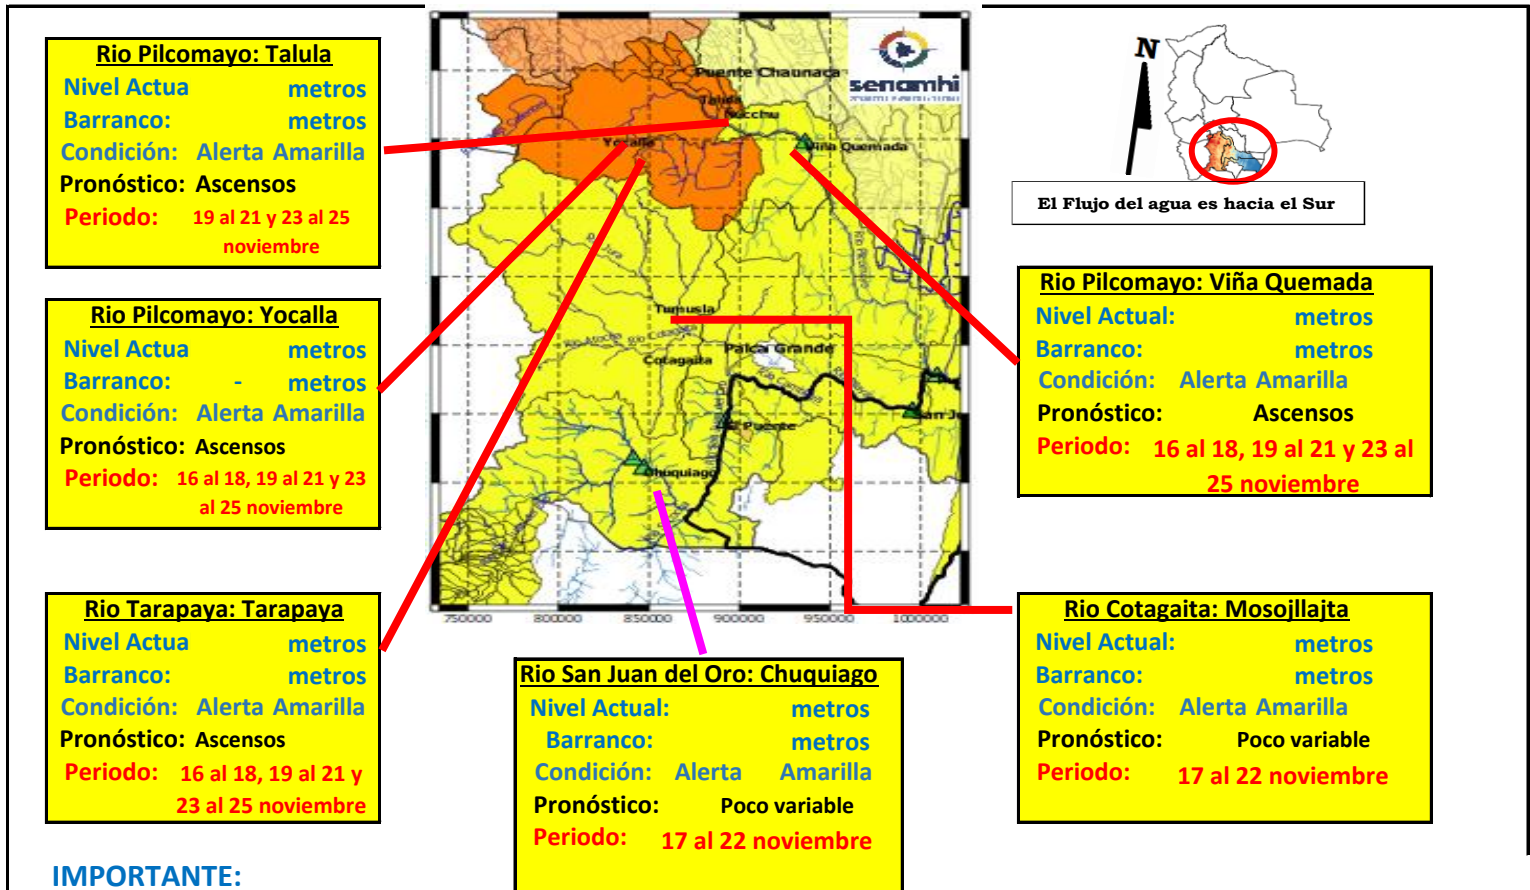 Rio Pilcomayo: Talula
Nivel Actua metros
Barranco: metros
Condición: Alerta Amarilla
Pronóstico: Ascensos
Periodo: 19 al 21 y 23 al 25
noviembre
Rio Pilcomayo: Yocalla
Nivel Actua metros
Barranco: - metros
Condición: Alerta Amarilla
Pronóstico: Ascensos
Periodo: 16 al 18, 19 al 21 y 23
al 25 noviembre
Rio Tarapaya: Tarapaya
Nivel Actua metros
Barranco: metros
Condición: Alerta Amarilla
Pronóstico: Ascensos
Periodo: 16 al 18, 19 al 21 y
23 al 25 noviembre
senamhi
Puente Chaunaca
Talula
Ñucchu
Yocalla
Viña Quemada
Tumusla
Cotagaita
Palca Grande
El Puente
Chuquiago
750000 800000 850000 900000 950000 1000000
Rio San Juan del Oro: Chuquiago
Nivel Actual: metros
Barranco: metros
Condición: Alerta Amarilla
Pronóstico: Poco variable
Periodo: 17 al 22 noviembre
N
El Flujo del agua es hacia el Sur
Rio Pilcomayo: Viña Quemada
Nivel Actual: metros
Barranco: metros
Condición: Alerta Amarilla
Pronóstico: Ascensos
Periodo: 16 al 18, 19 al 21 y 23 al
25 noviembre
Rio Cotagaita: Mosojllajta
Nivel Actual: metros
Barranco: metros
Condición: Alerta Amarilla
Pronóstico: Poco variable
Periodo: 17 al 22 noviembre
IMPORTANTE: